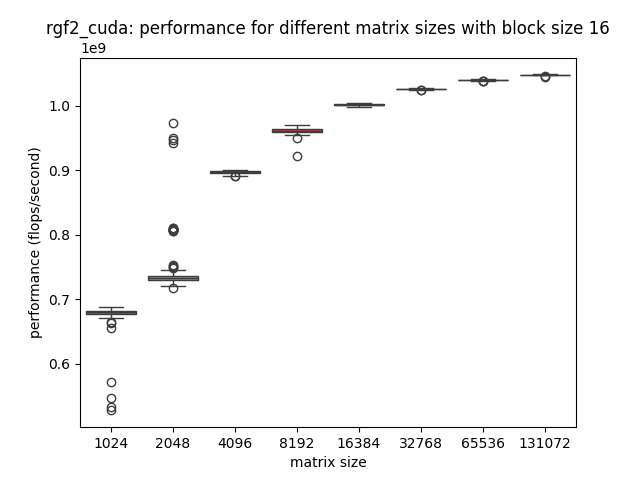 rgf2_cuda: performance for different matrix sizes with block size 16
1e9
1.0
0.9
0.8
0.7
0.6
performance (flops/second)
1024 2048 4096 8192 16384 32768 65536 131072
matrix size